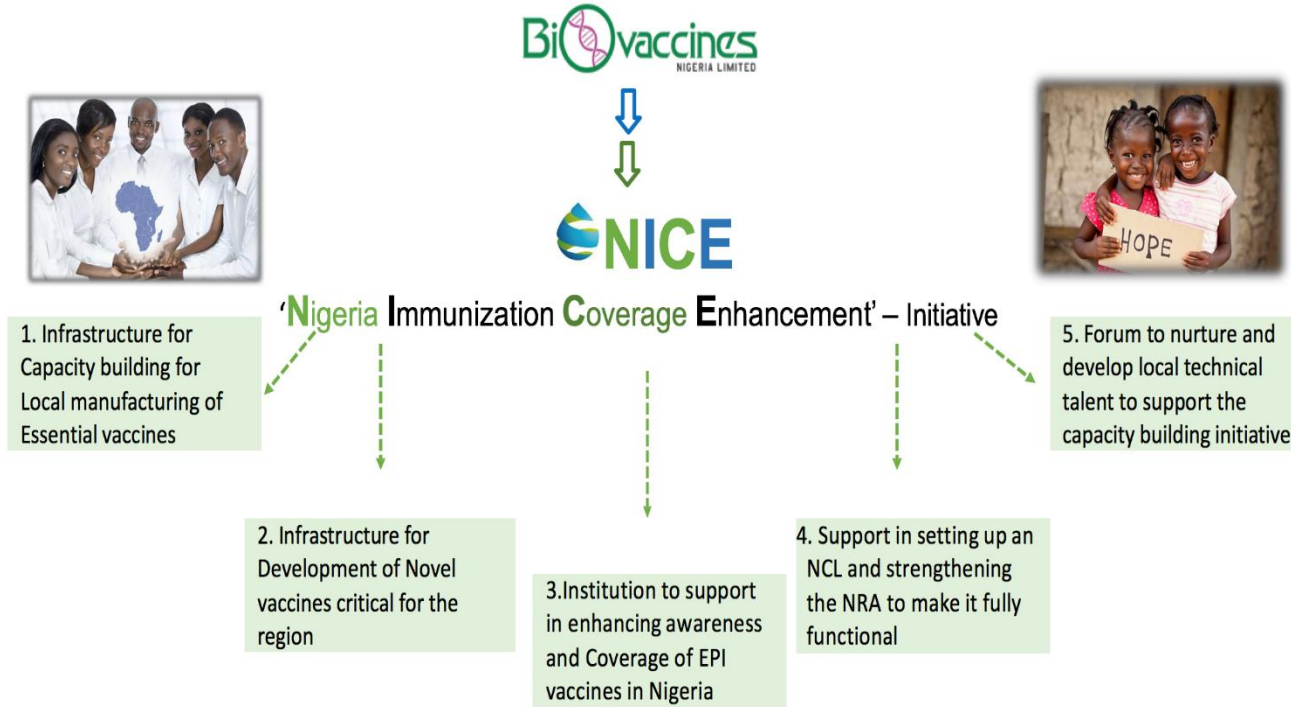 BiOvaccines
NIGERIA LIMITED
HOPE
NICE
‘Nigeria Immunization Coverage Enhancement’ – Initiative
1. Infrastructure for
Capacity building for
Local manufacturing of
Essential vaccines
2. Infrastructure for
Development of Novel
vaccines critical for the
region
3.Institution to support
in enhancing awareness
and Coverage of EPI
vaccines in Nigeria
4. Support in setting up an
NCL and strengthening
the NRA to make it fully
functional
5. Forum to nurture and
develop local technical
talent to support the
capacity building initiative